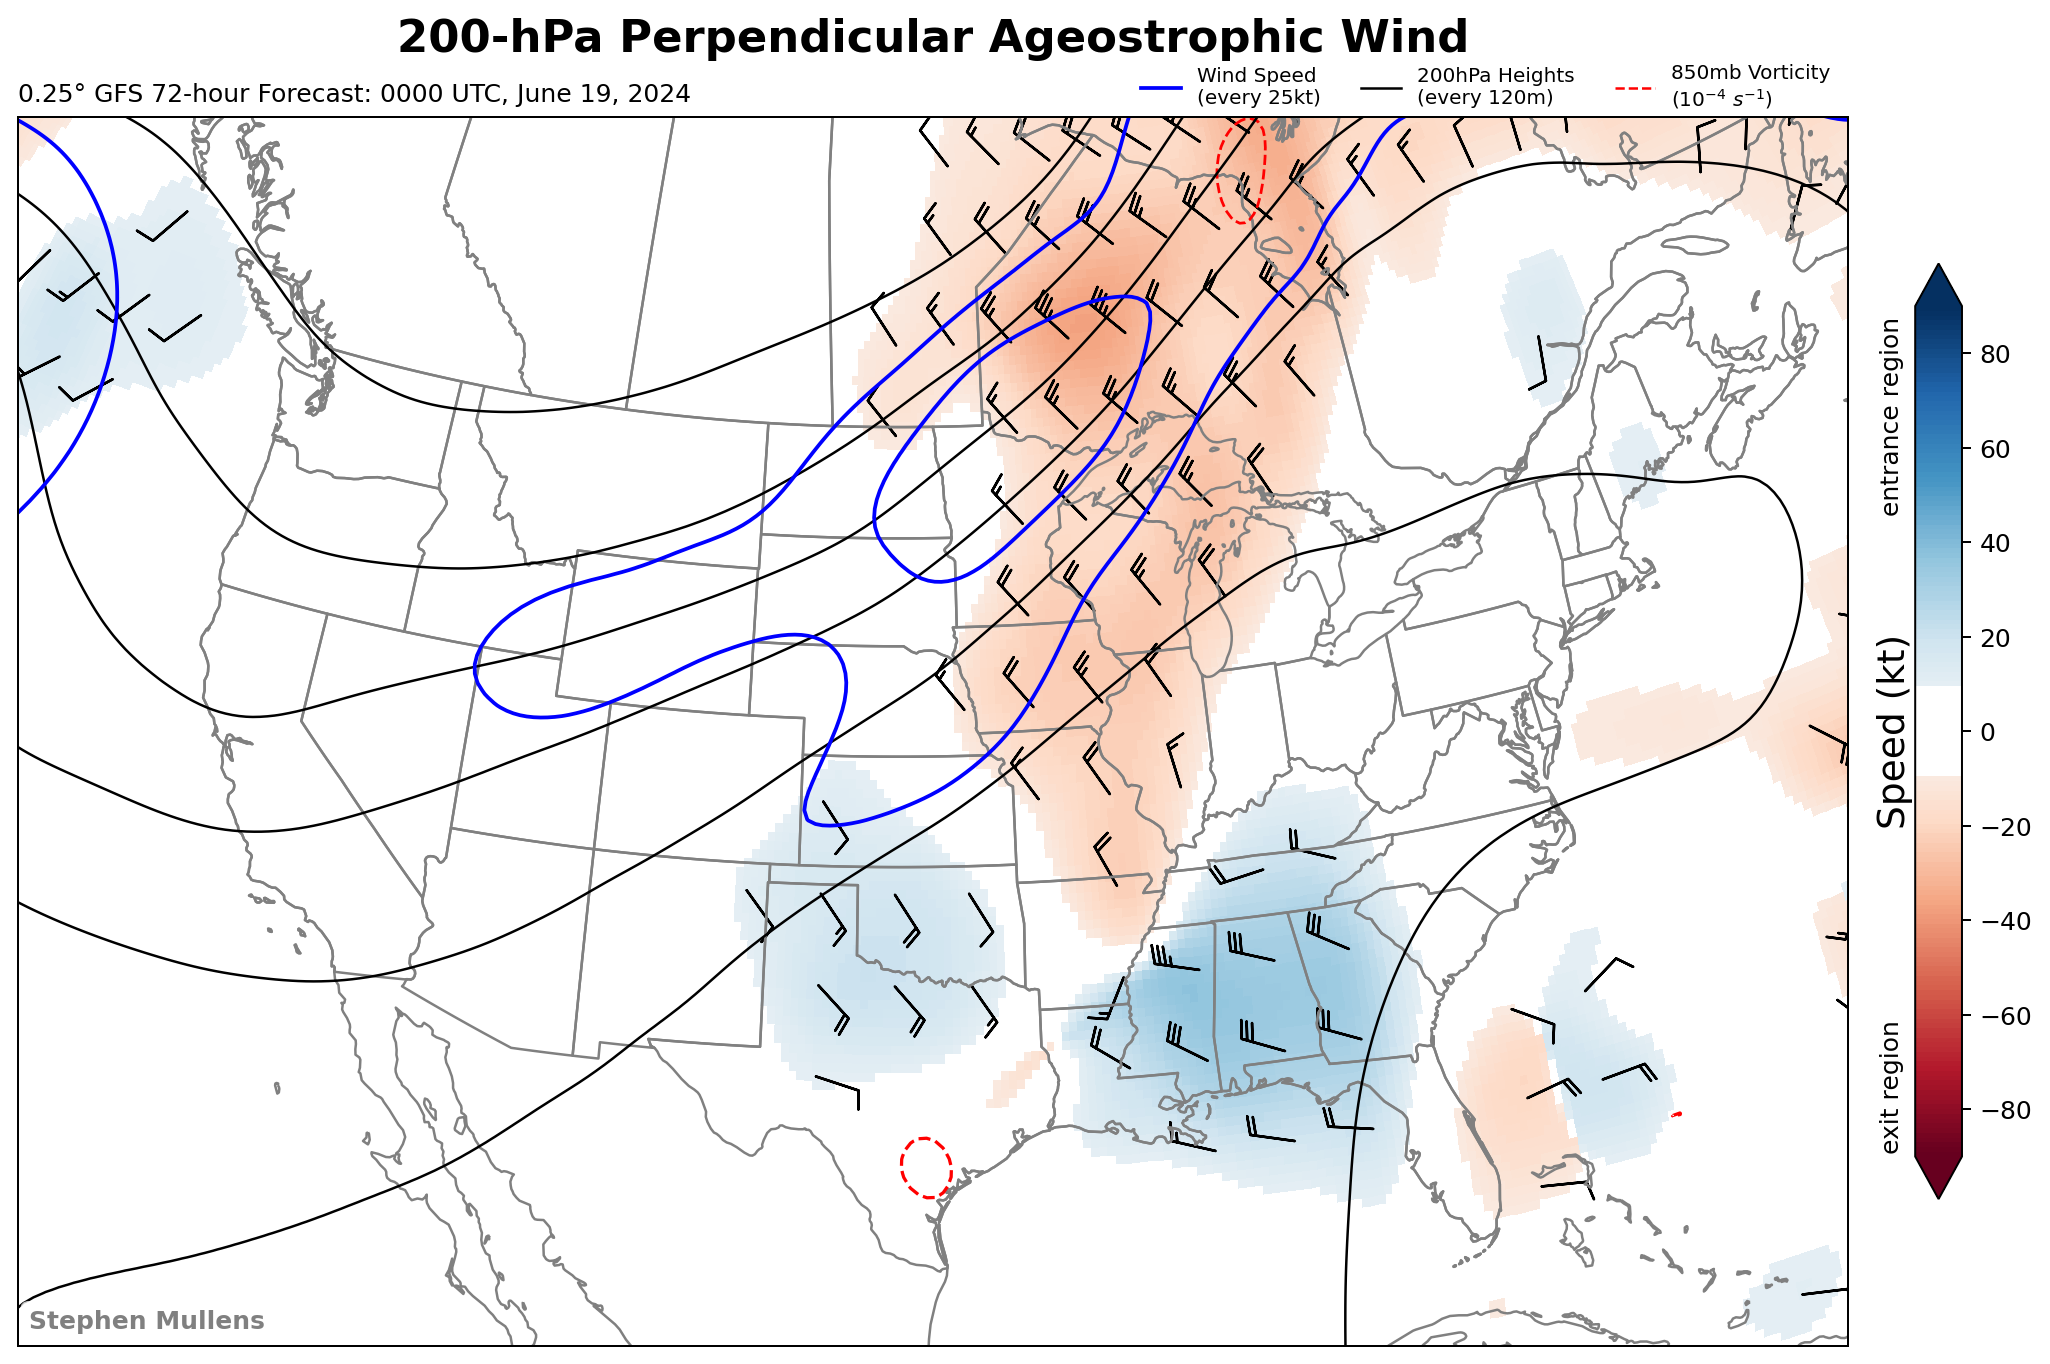 200-hPa Perpendicular Ageostrophic Wind
0.25° GFS 72-hour Forecast: 0000 UTC, June 19, 2024
Wind Speed
(every 25kt)
200hPa Heights
(every 120m)
850mb Vorticity
(10⁻⁴ s⁻¹)
entrance region
Speed (kt)
exit region
80
60
40
20
0
−20
−40
−60
−80
Stephen Mullens